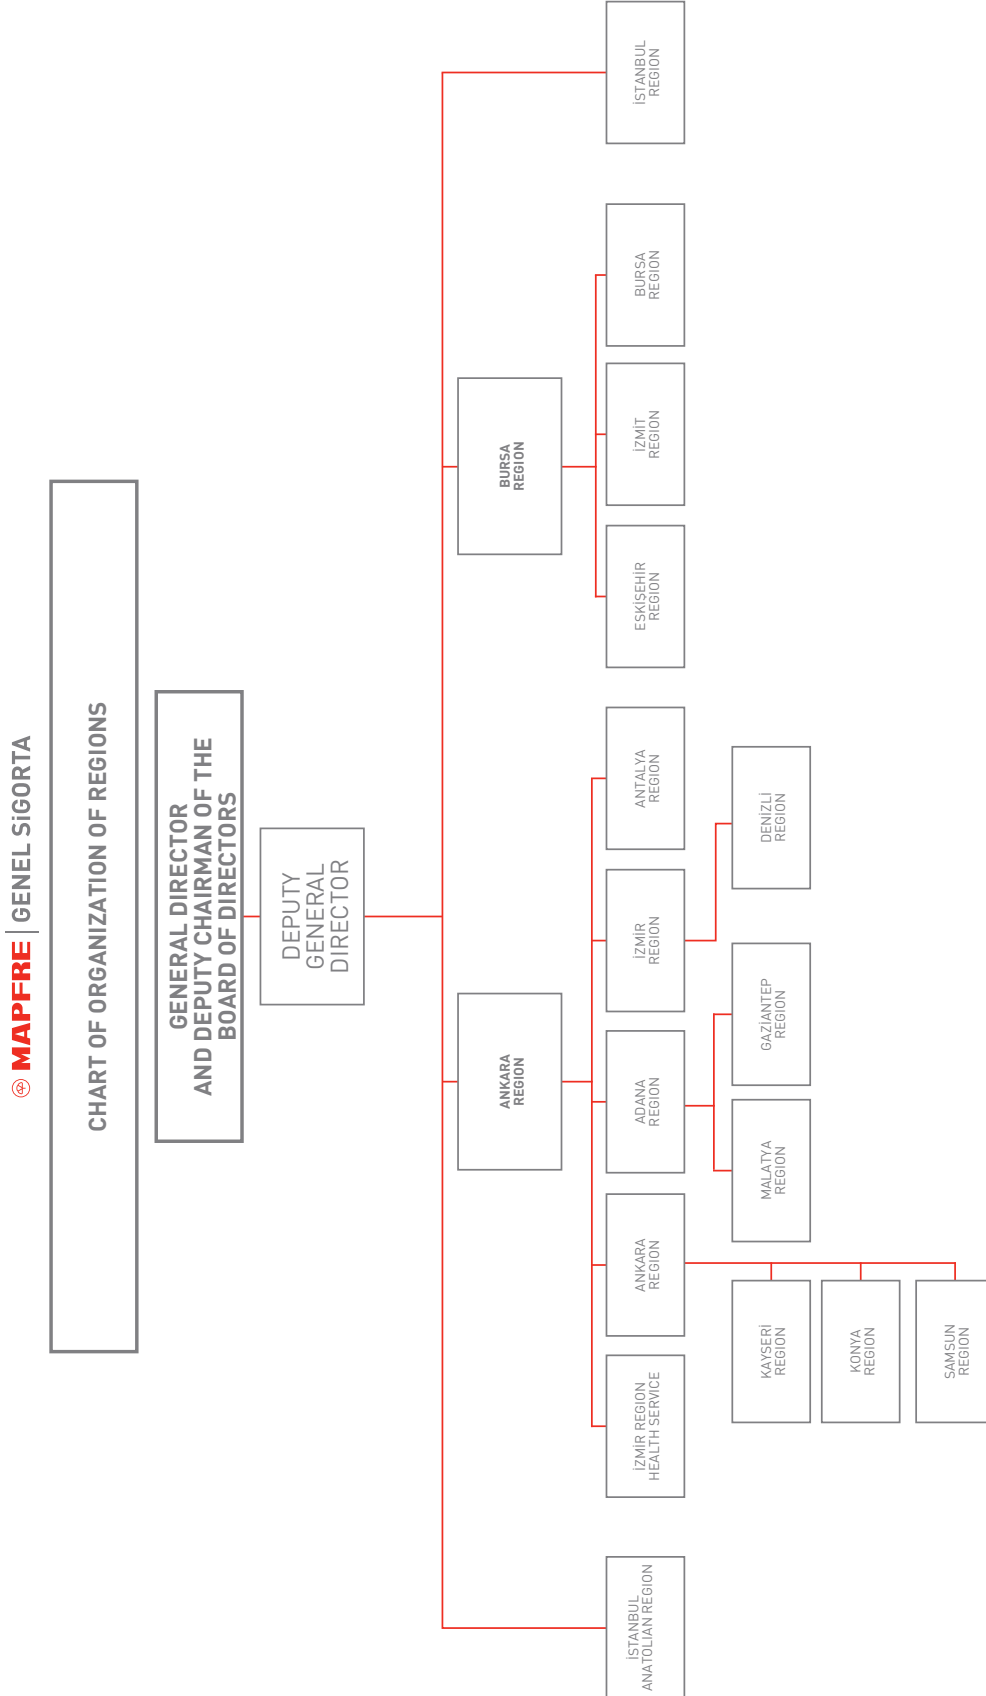 MAPFRE | GENEL SiGORTA
CHART OF ORGANIZATION OF REGIONS
GENERAL DIRECTOR
AND DEPUTY CHAIRMAN OF THE
BOARD OF DIRECTORS
DEPUTY
GENERAL
DIRECTOR
ANKARA
REGION
BURSA
REGION
İSTANBUL
ANATOLIAN REGION
İZMİR REGION
HEALTH SERVICE
ANKARA
REGION
ADANA
REGION
İZMİR
REGION
ANTALYA
REGION
ESKİŞEHİR
REGION
İZMİT
REGION
BURSA
REGION
İSTANBUL
REGION
KAYSERİ
REGION
MALATYA
REGION
GAZİANTEP
REGION
DENİZLİ
REGION
KONYA
REGION
SAMSUN
REGION